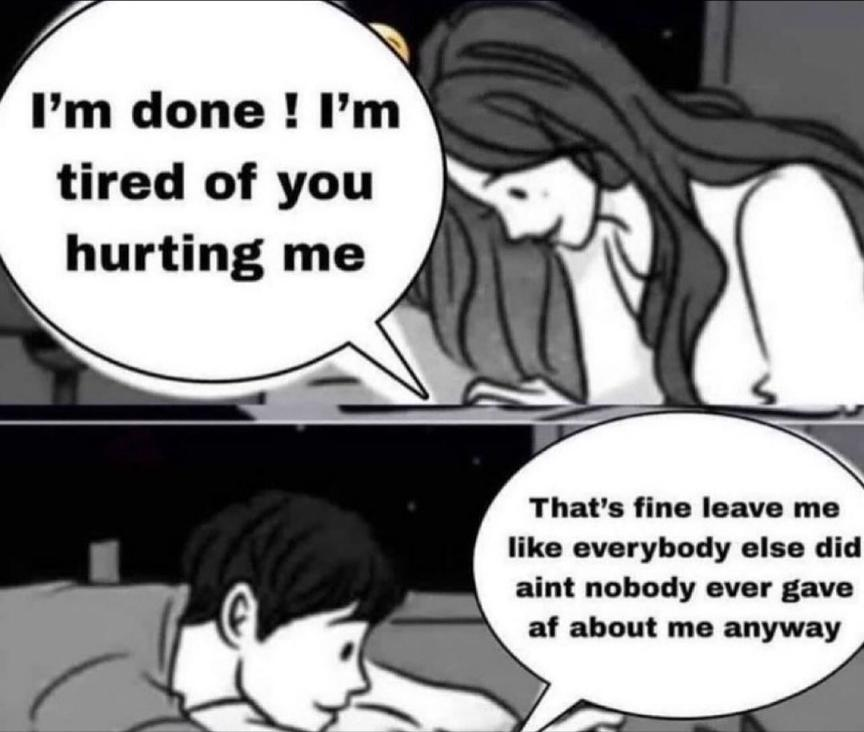 I’m done ! I’m
tired of you
hurting me
That’s fine leave me
like everybody else did
aint nobody ever gave
af about me anyway